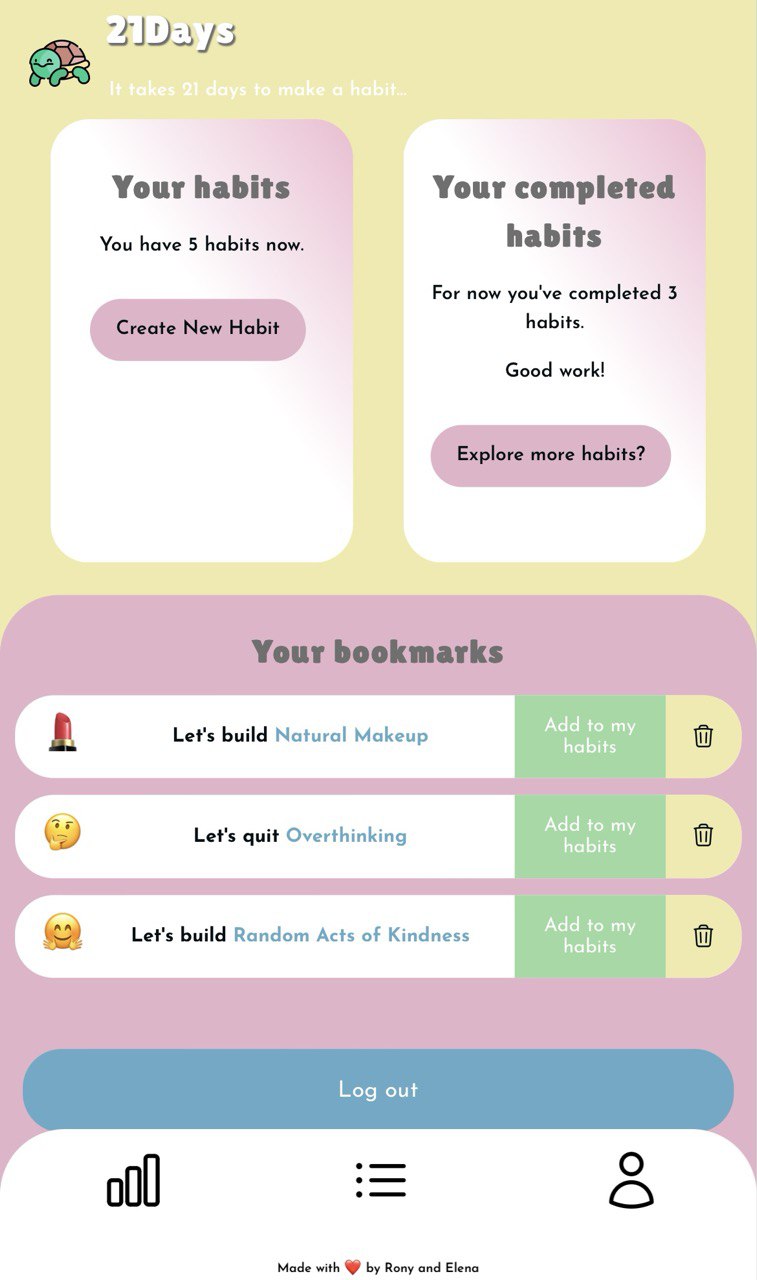 21Days
It takes 21 days to make a habit...
Your habits
You have 5 habits now.
Create New Habit
Your completed
habits
For now you've completed 3
habits.
Good work!
Explore more habits?
Your bookmarks
Let's build Natural Makeup
Add to my
habits
Let's quit Overthinking
Add to my
habits
Let's build Random Acts of Kindness
Add to my
habits
Log out
Made with ❤️ by Rony and Elena